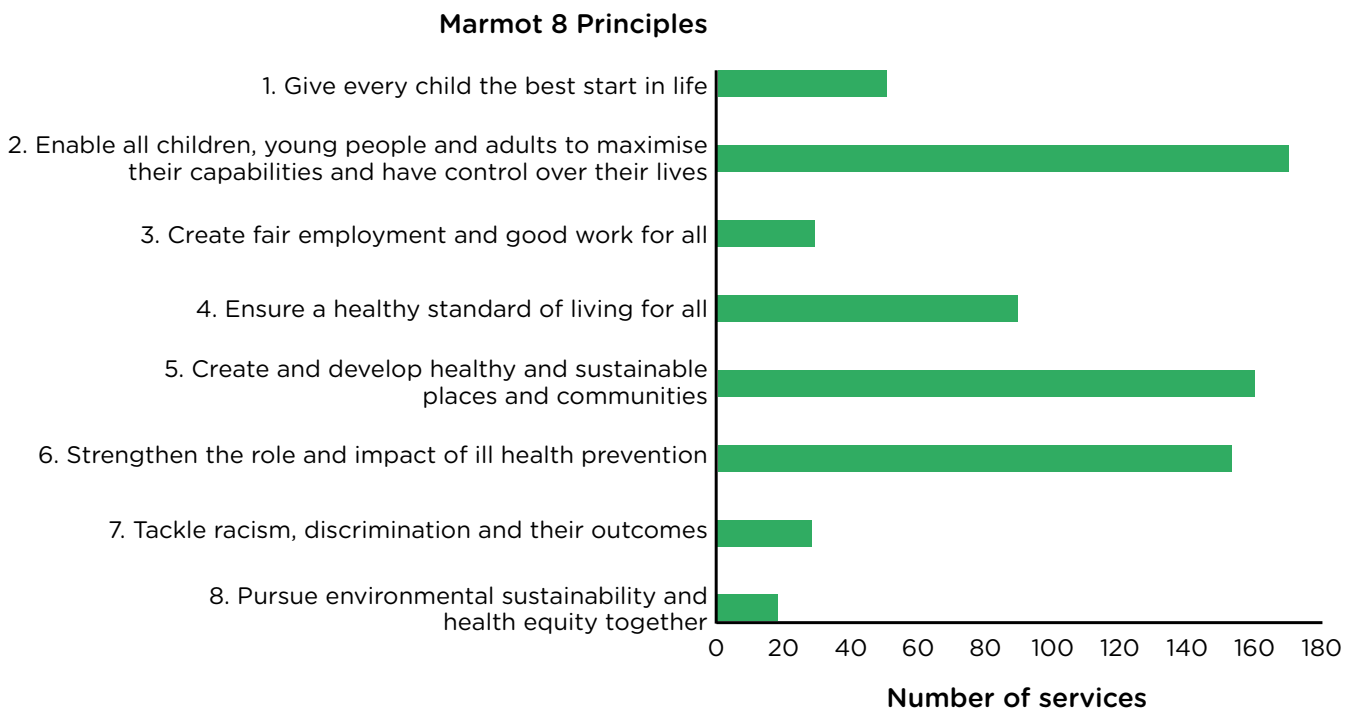 Marmot 8 Principles
1. Give every child the best start in life
2. Enable all children, young people and adults to maximise
their capabilities and have control over their lives
3. Create fair employment and good work for all
4. Ensure a healthy standard of living for all
5. Create and develop healthy and sustainable
places and communities
6. Strengthen the role and impact of ill health prevention
7. Tackle racism, discrimination and their outcomes
8. Pursue environmental sustainability and
health equity together
0 20 40 60 80 100 120 140 160 180
Number of services